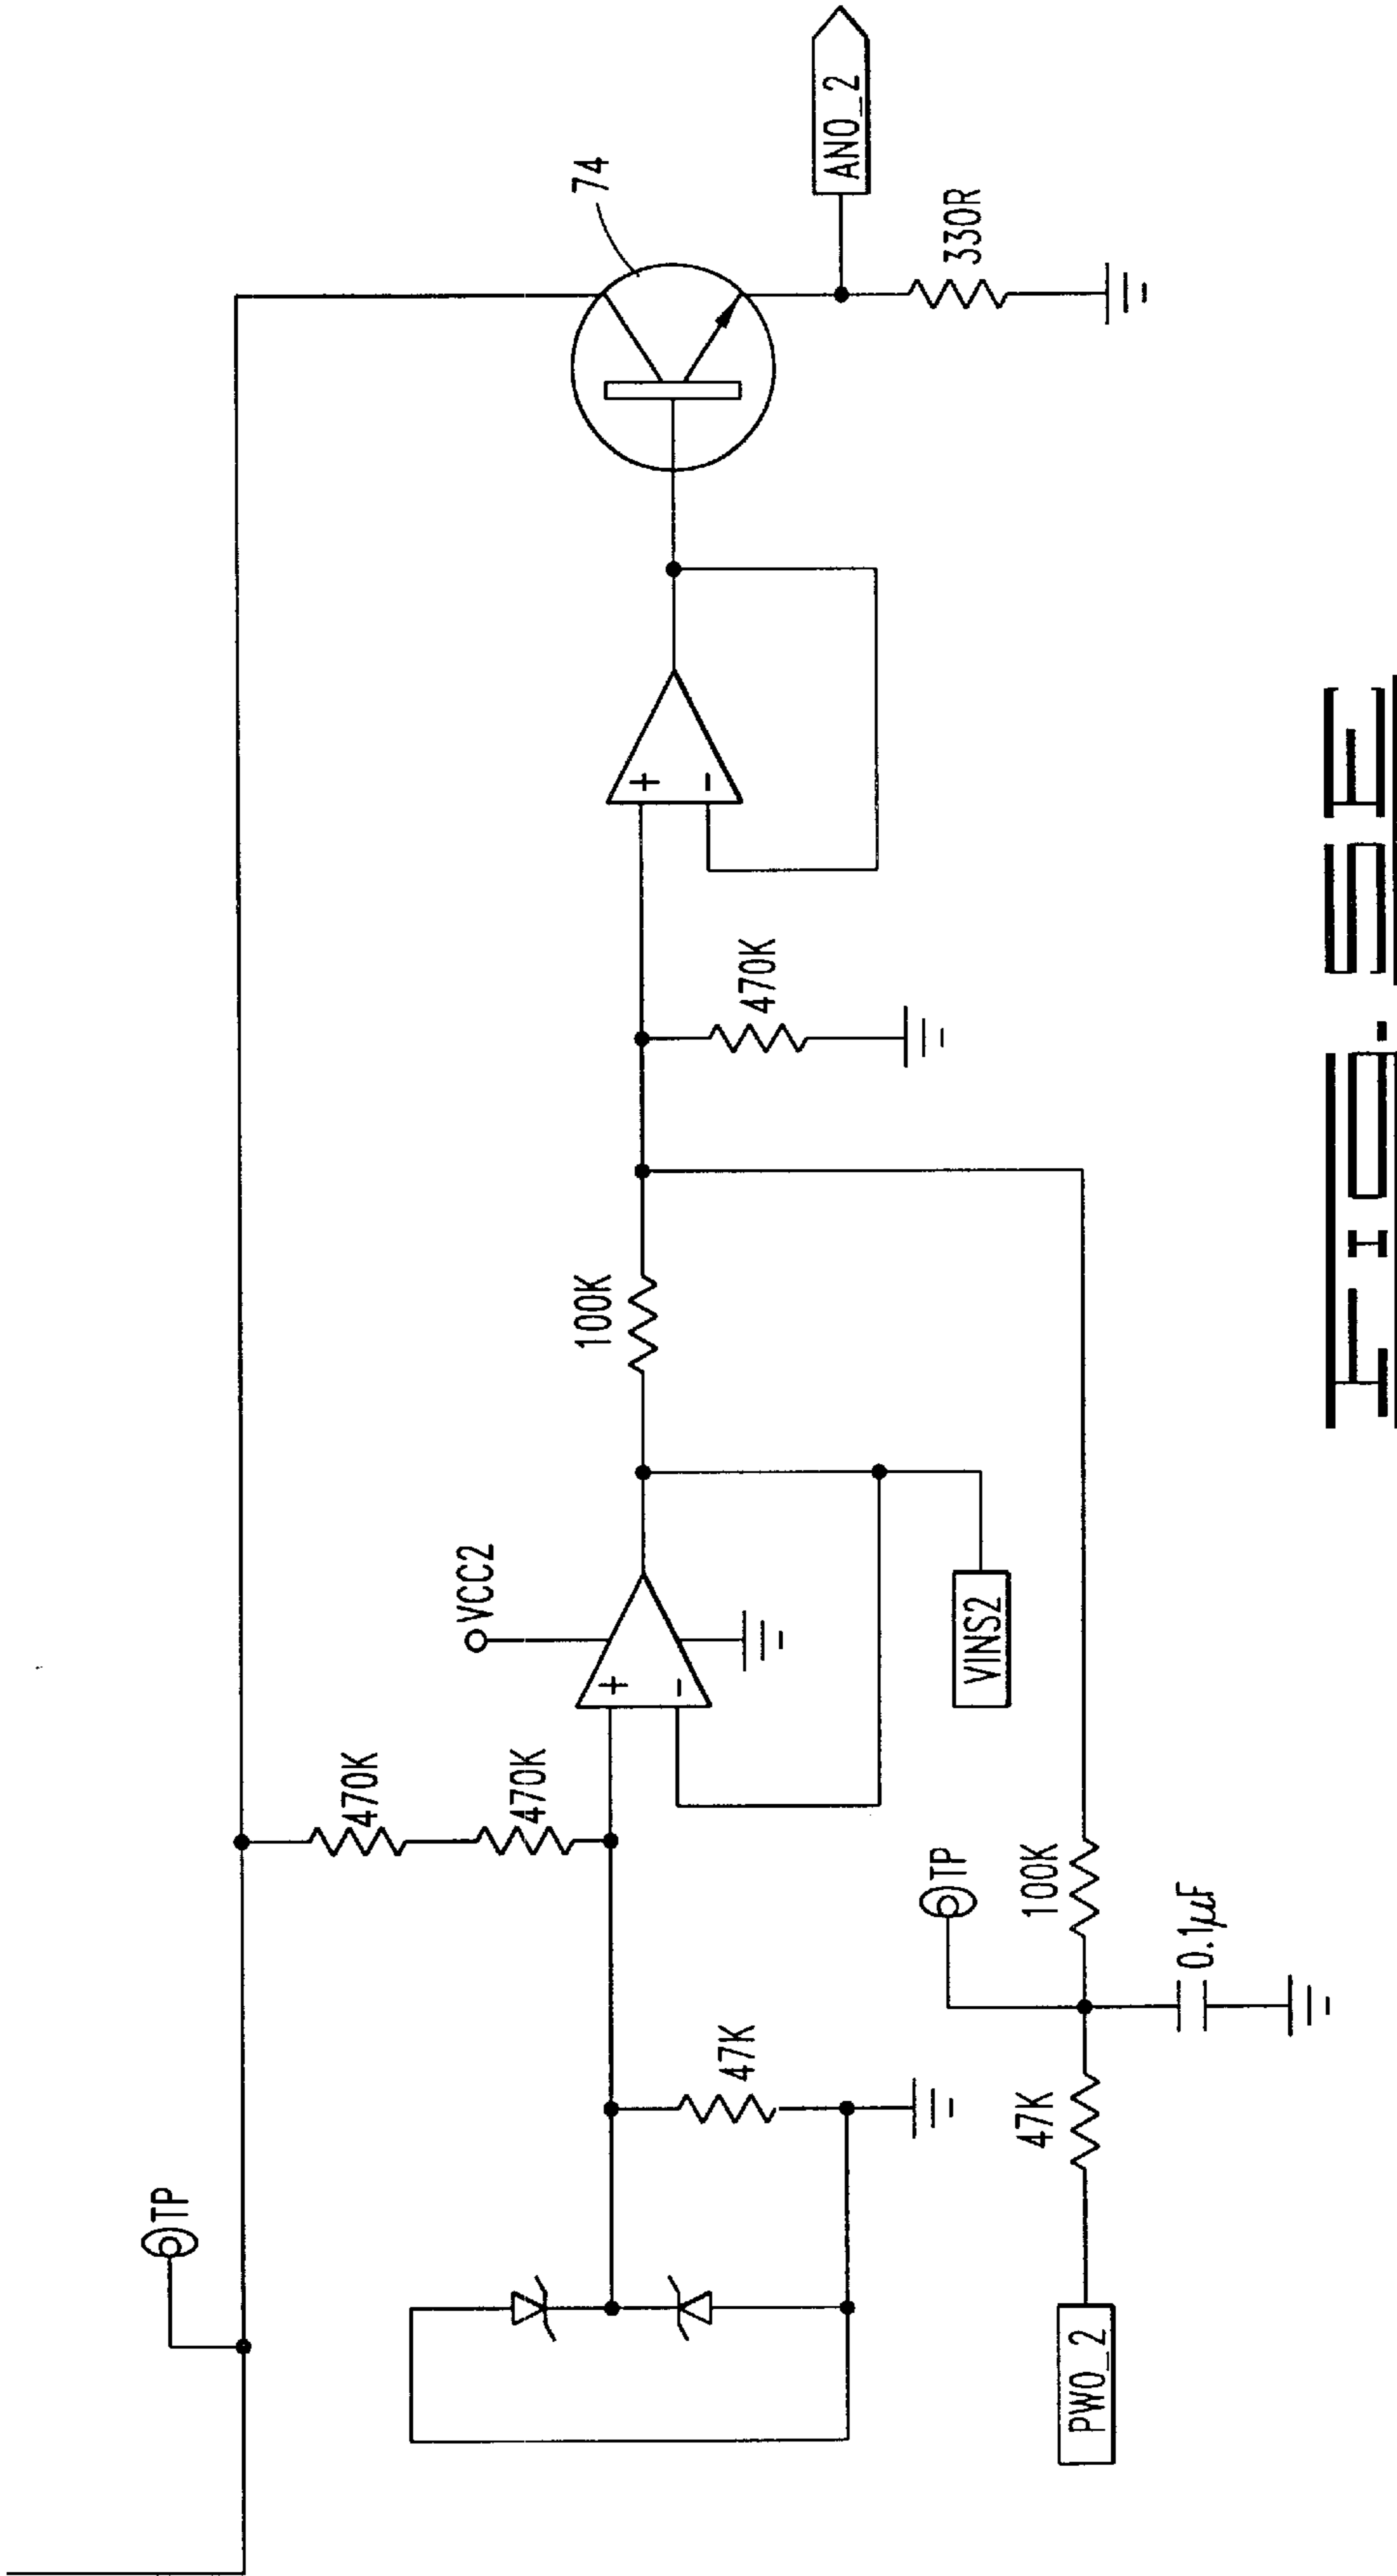 TP
470K
VCC2
470K
74
100K
47K
470K
ANO_2
TP
330R
VINS2
47K
100K
PWO_2
0.1μF
Fig. 5E